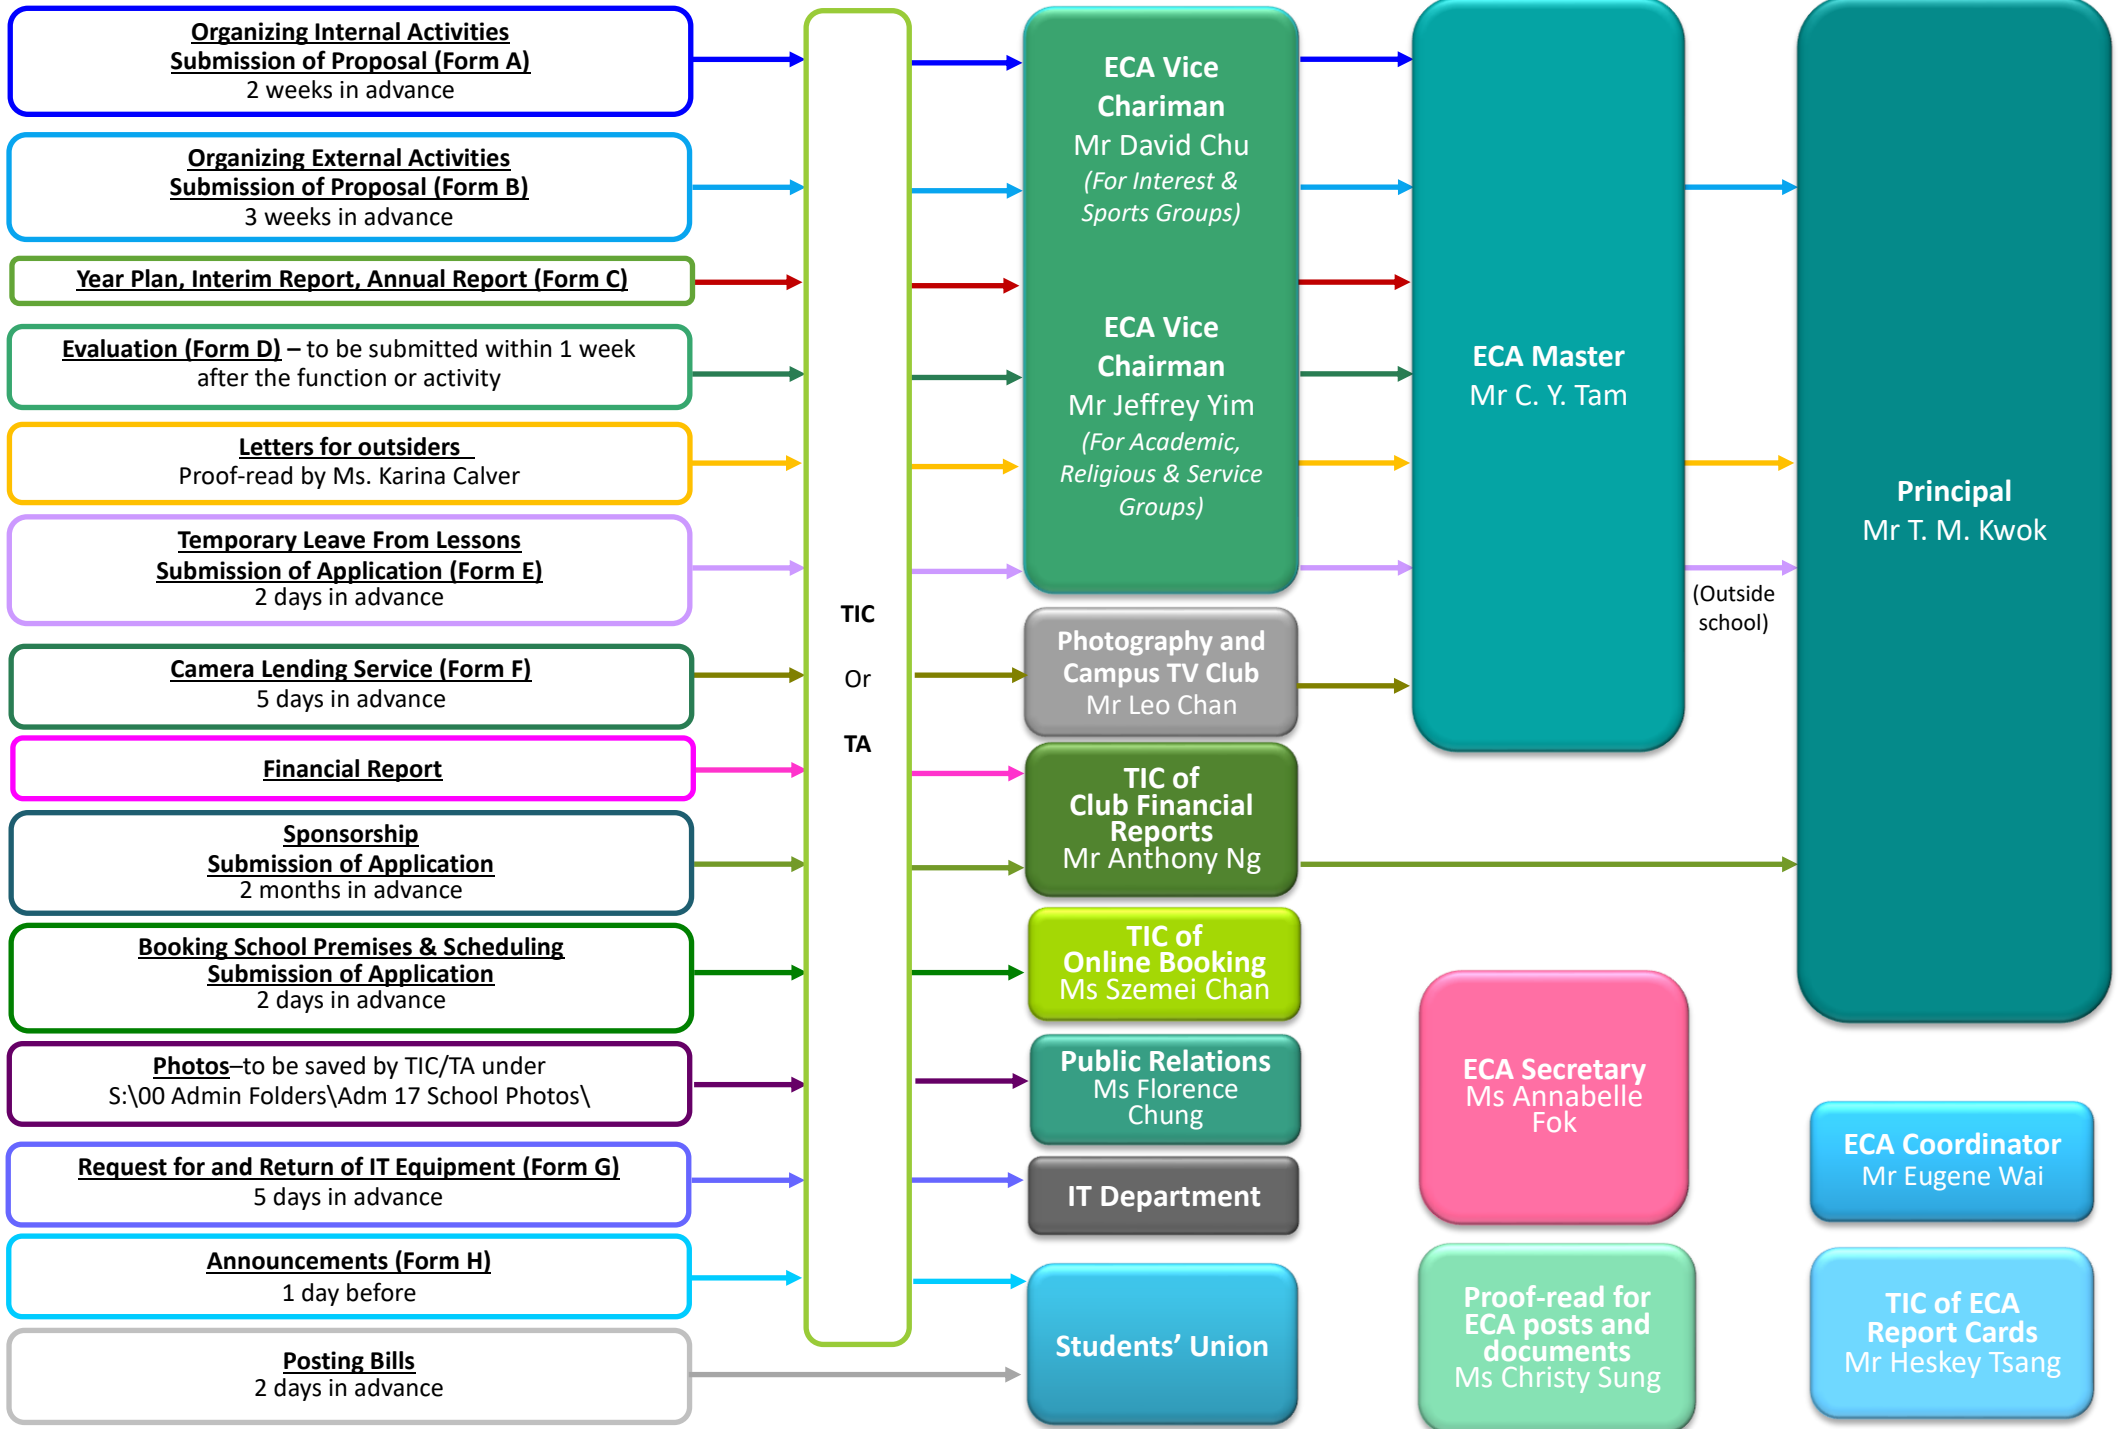 Organizing Internal Activities
Submission of Proposal (Form A)
2 weeks in advance
Organizing External Activities
Submission of Proposal (Form B)
3 weeks in advance
Year Plan, Interim Report, Annual Report (Form C)
Evaluation (Form D) – to be submitted within 1 week
after the function or activity
Letters for outsiders
Proof-read by Ms. Karina Calver
Temporary Leave From Lessons
Submission of Application (Form E)
2 days in advance
Camera Lending Service (Form F)
5 days in advance
Financial Report
Sponsorship
Submission of Application
2 months in advance
Booking School Premises & Scheduling
Submission of Application
2 days in advance
Photos–to be saved by TIC/TA under
S:\00 Admin Folders\Adm 17 School Photos\
Request for and Return of IT Equipment (Form G)
5 days in advance
Announcements (Form H)
1 day before
Posting Bills
2 days in advance
TIC
Or
TA
ECA Vice
Chariman
Mr David Chu
(For Interest &
Sports Groups)
ECA Vice
Chairman
Mr Jeffrey Yim
(For Academic,
Religious & Service
Groups)
Photography and
Campus TV Club
Mr Leo Chan
TIC of
Club Financial
Reports
Mr Anthony Ng
TIC of
Online Booking
Ms Szemei Chan
Public Relations
Ms Florence
Chung
IT Department
Students’ Union
ECA Master
Mr C. Y. Tam
(Outside
school)
Principal
Mr T. M. Kwok
ECA Secretary
Ms Annabelle
Fok
Proof-read for
ECA posts and
documents
Ms Christy Sung
ECA Coordinator
Mr Eugene Wai
TIC of ECA
Report Cards
Mr Heskey Tsang